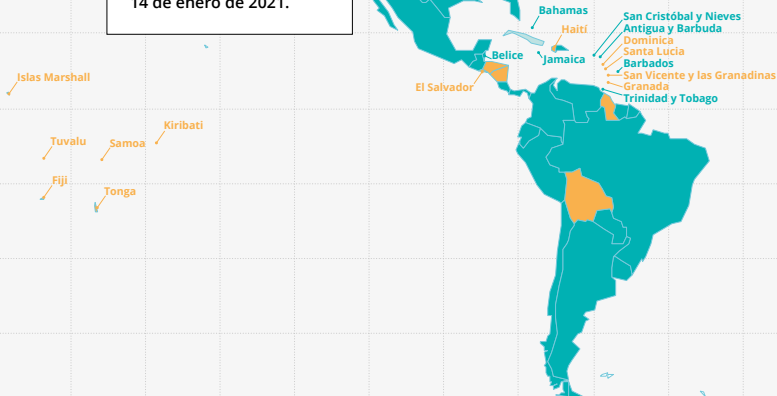 14 de enero de 2021.
Bahamas
Haití
Belice
Jamaica
El Salvador
San Cristóbal y Nieves
Antigua y Barbuda
Dominica
Santa Lucia
Barbados
San Vicente y las Granadinas
Granada
Trinidad y Tobago
Islas Marshall
Kiribati
Tuvalu
Samoa
Fiji
Tonga